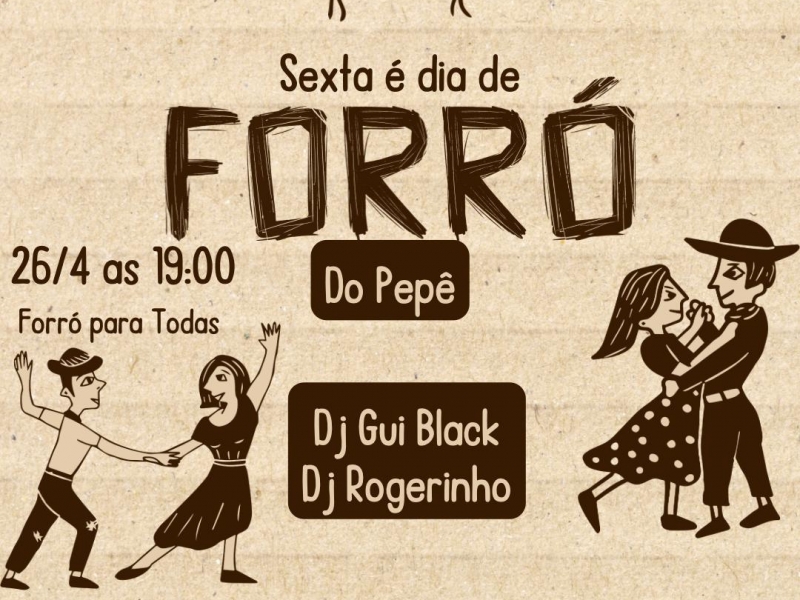 Sexta é dia de
FORRÓ
26/4 as 19:00
Do Pepê
Forró para Todas
Dj Gui Black
Dj Rogerinho